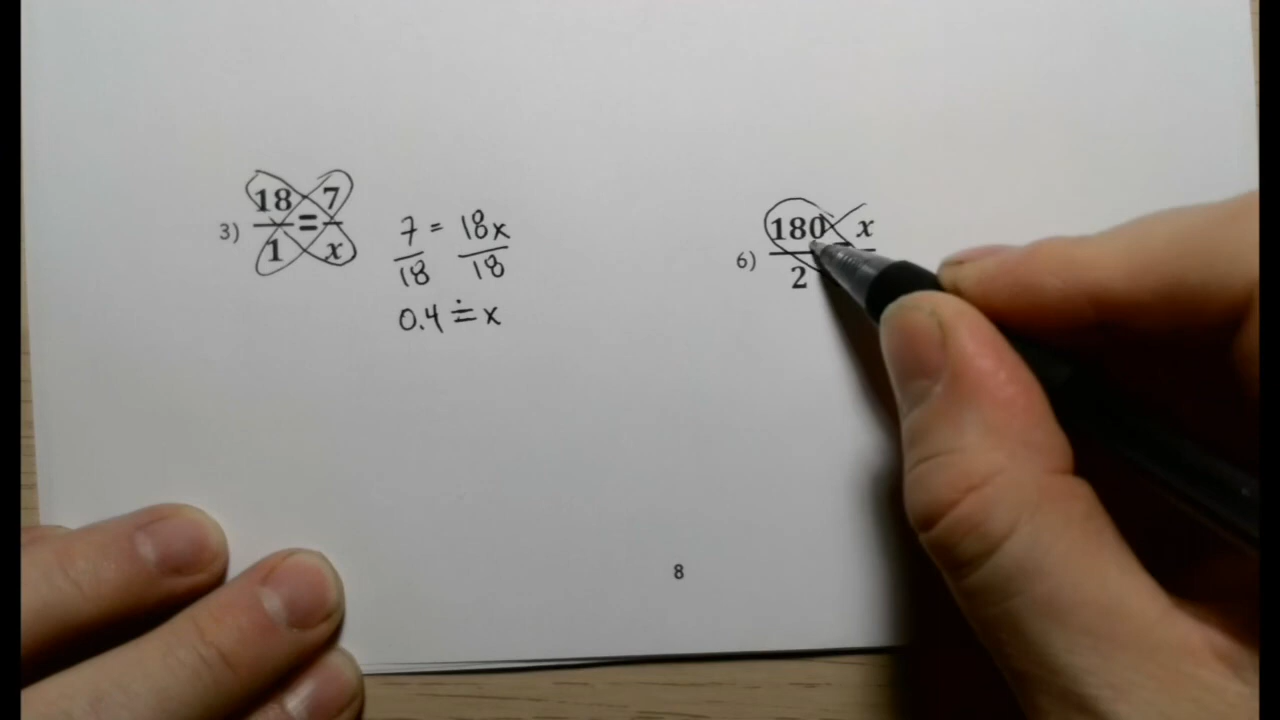 3) 18/1 = 7/x
7 = 18x
18 18
0.4 ≐ x
6) 180 x
2
8